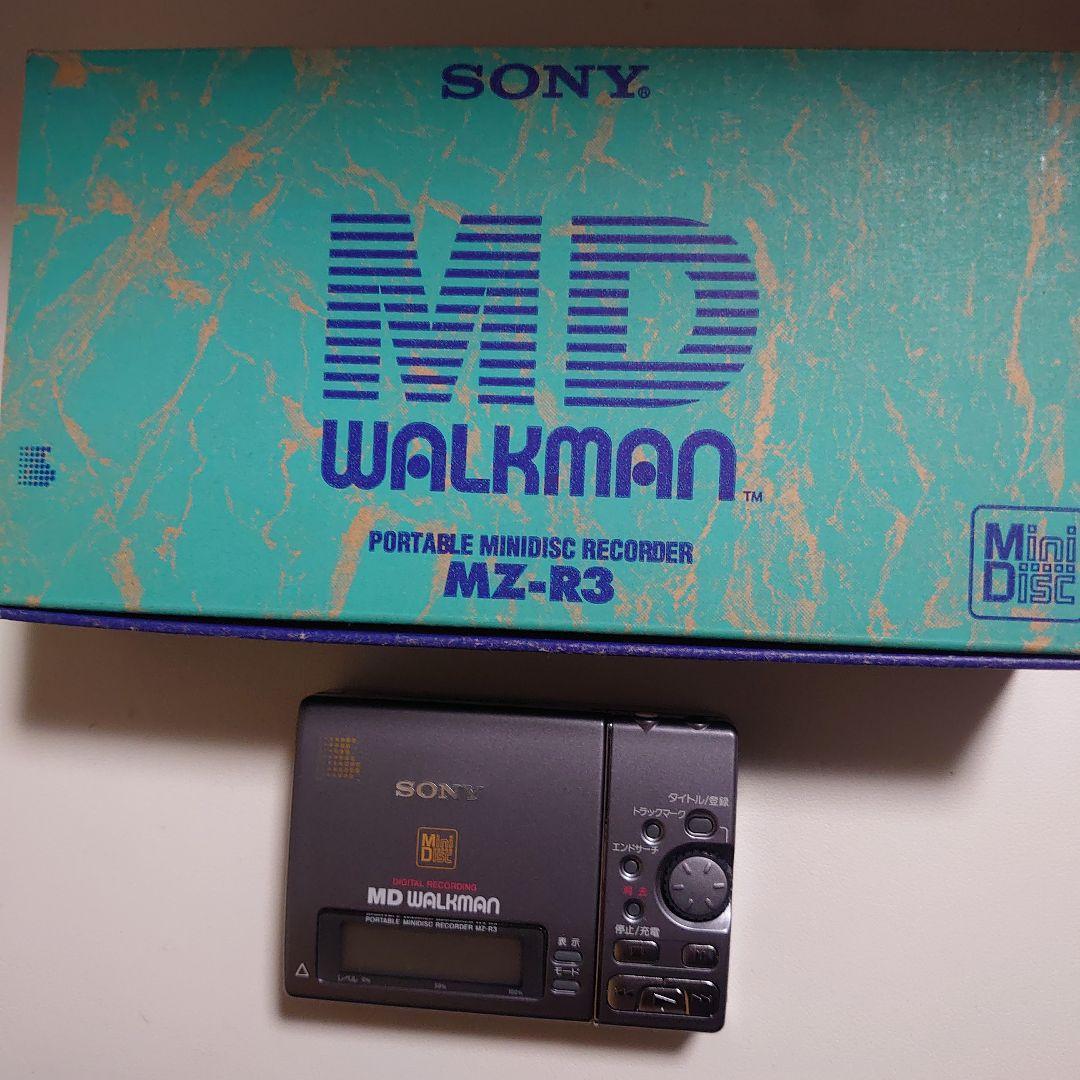 SONY®
MD
WALKMAN™
PORTABLE MINIDISC RECORDER
MZ-R3
Mini
Disc
SONY
Mini
Disc
DIGITAL RECORDING
MD WALKMAN
PORTABLE MINIDISC RECORDER MZ-R3
レベル 0% 50% 100%
表示
モード
タイトル/登録
トラックマーク
エンドサーチ
消去
停止/充電